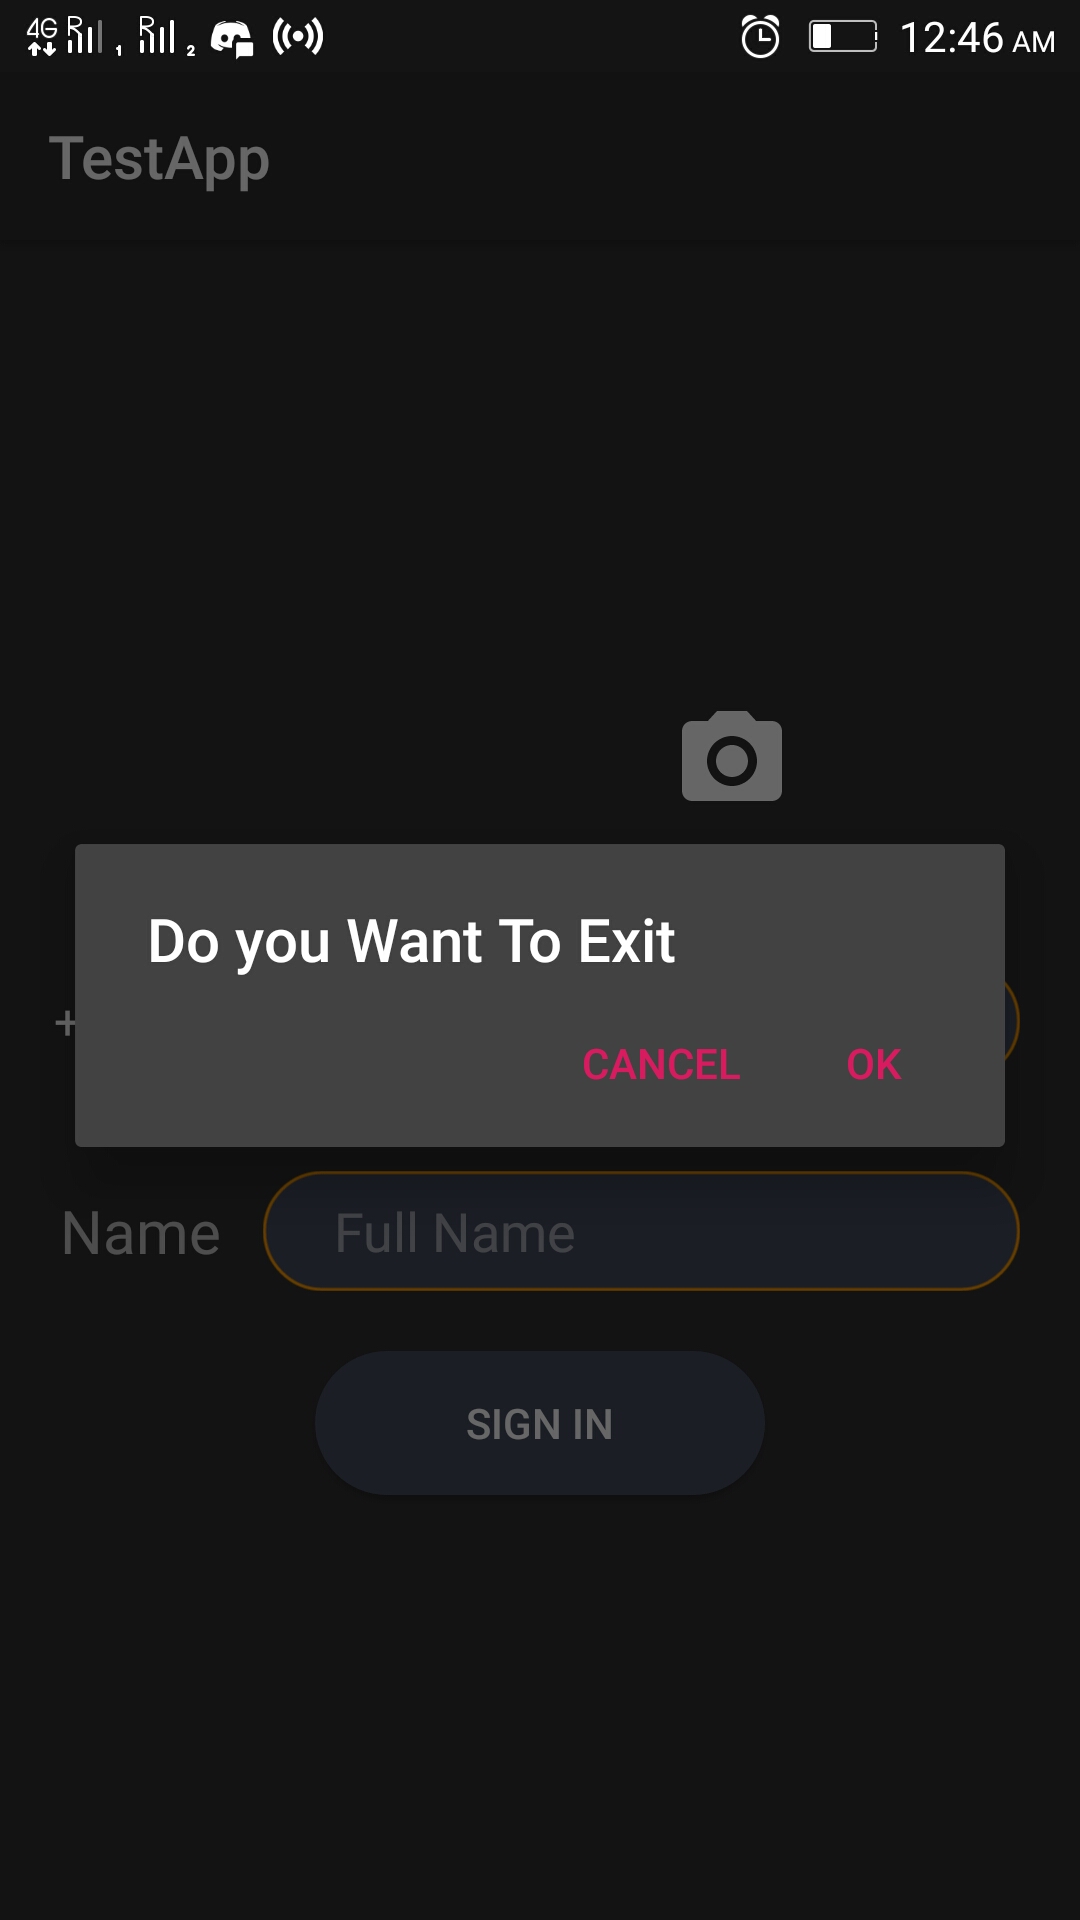 4G R 1 R 2 12:46 AM
TestApp
Do you Want To Exit
+
CANCEL OK
Name Full Name
SIGN IN